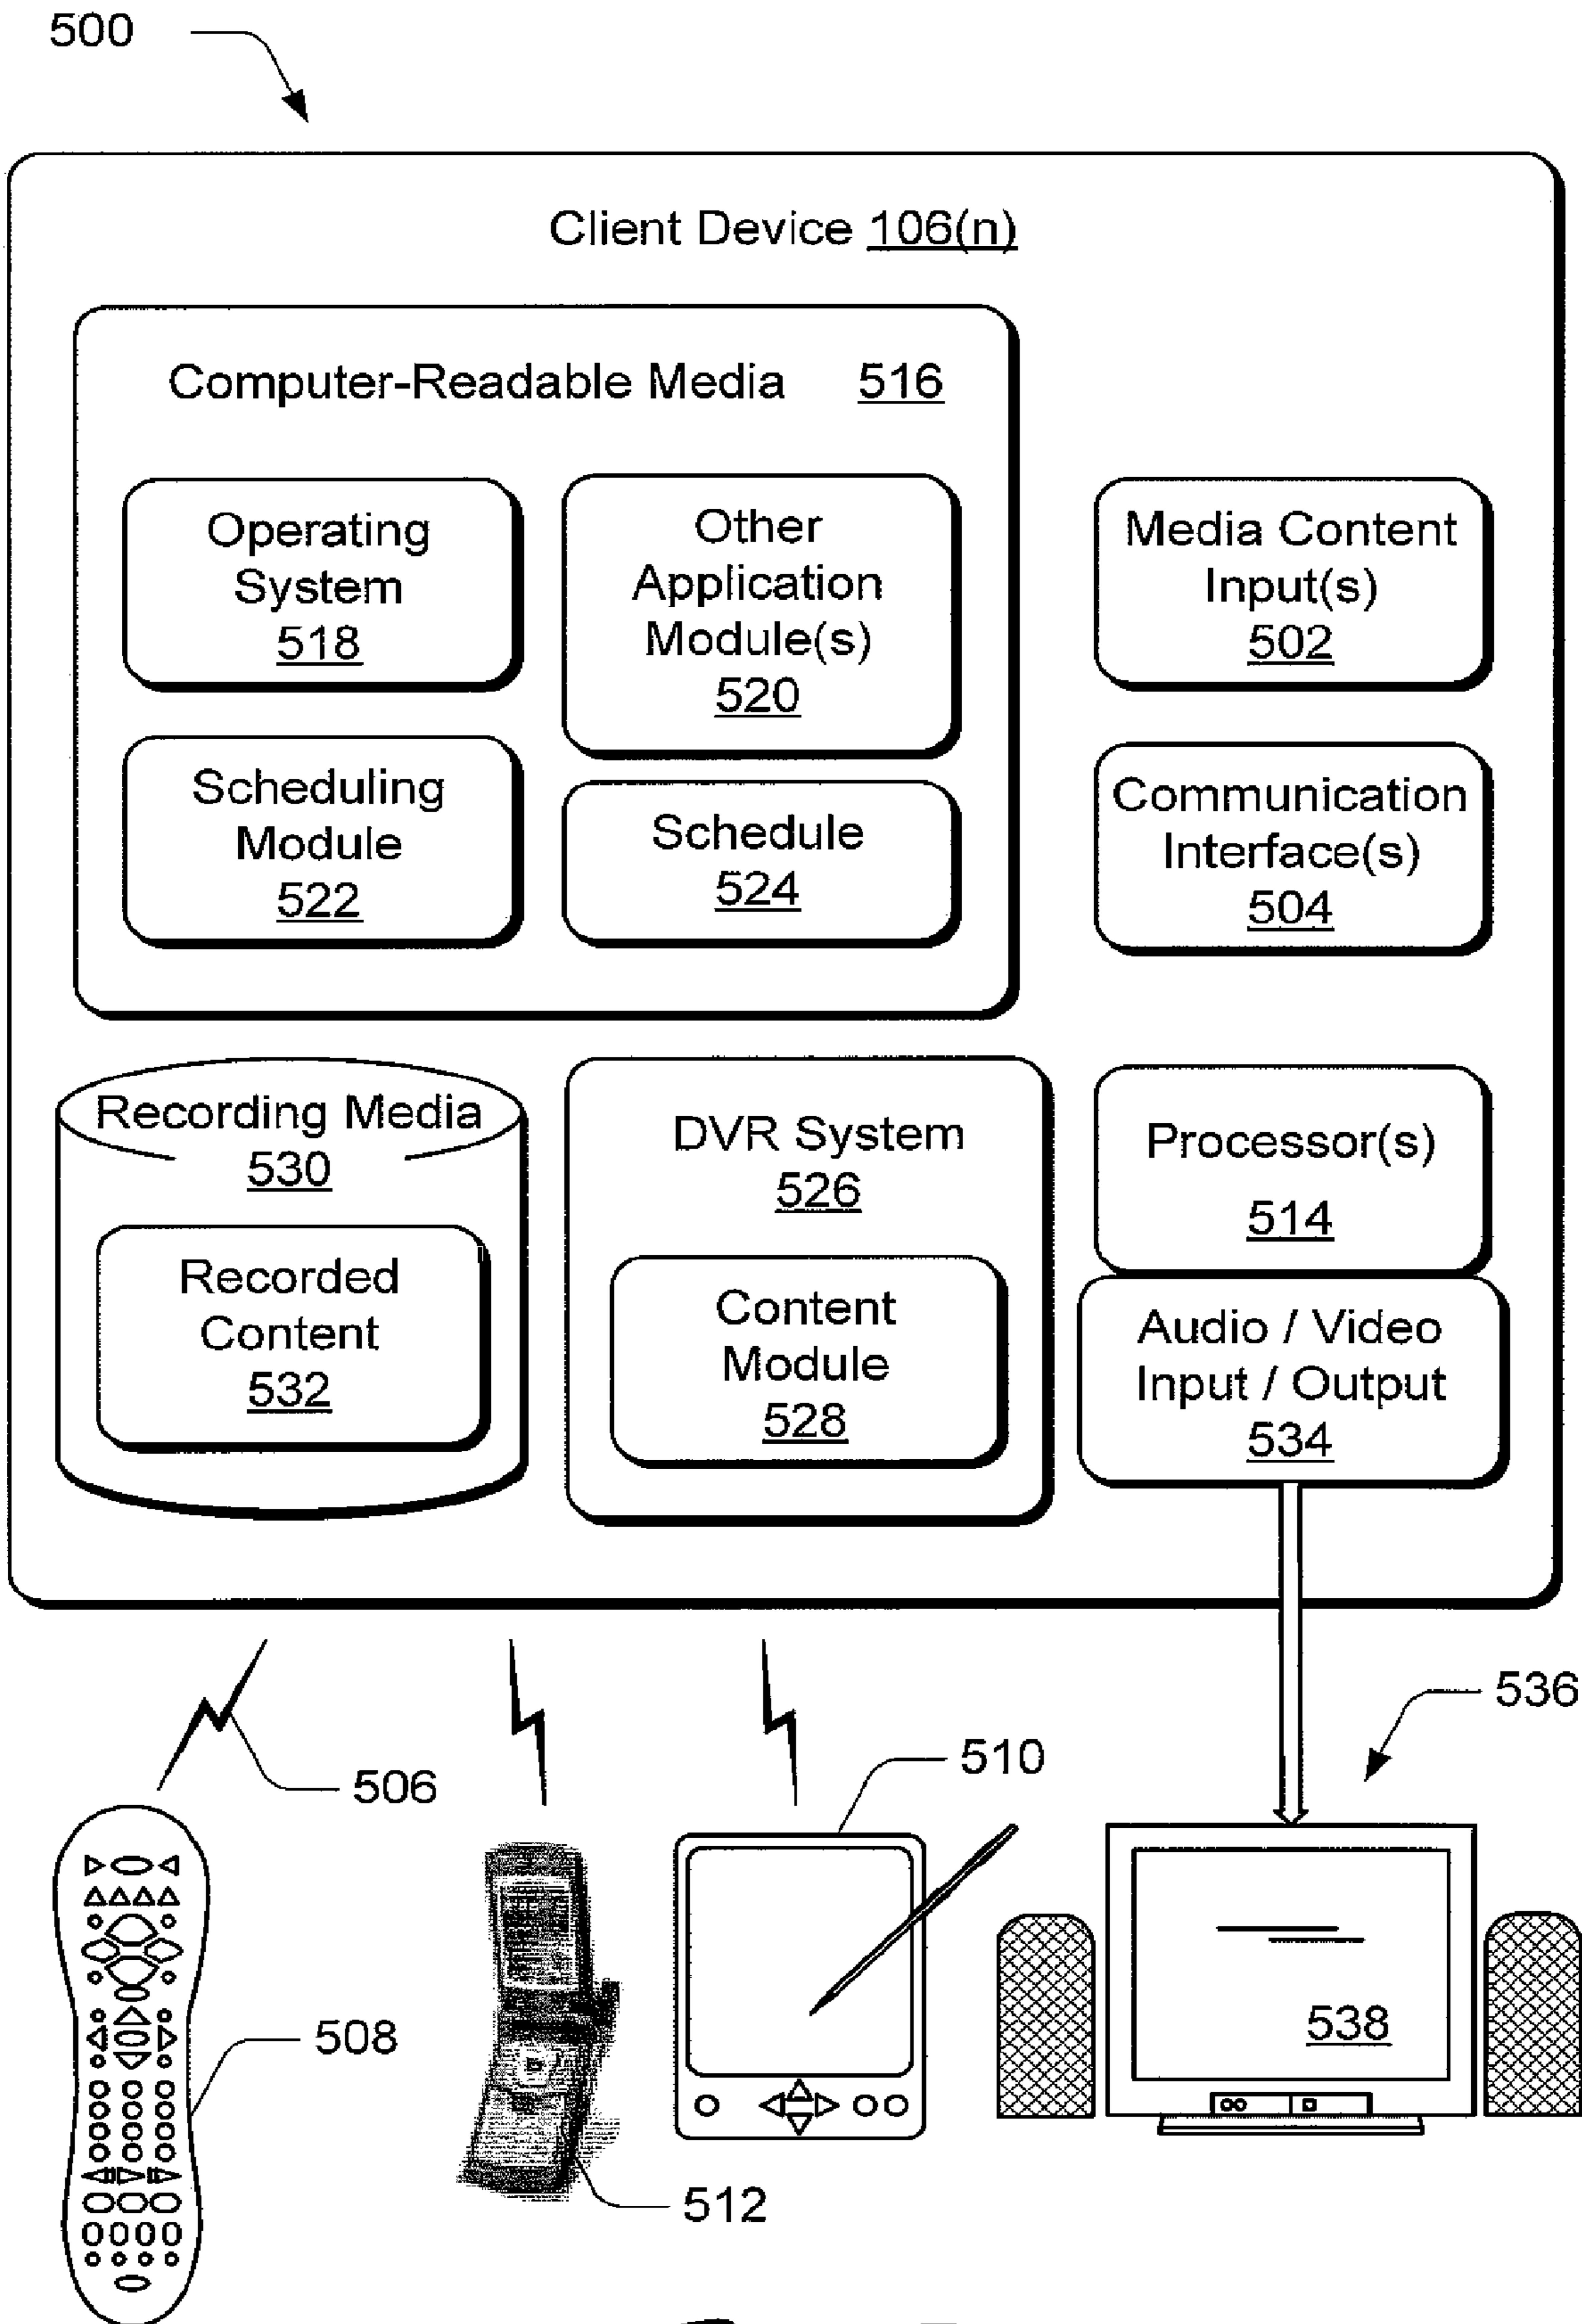 500
Client Device 106(n)
Computer-Readable Media 516
Operating
System
518
Other
Application
Module(s)
520
Media Content
Input(s)
502
Scheduling
Module
522
Schedule
524
Communication
Interface(s)
504
Recording Media
530
Recorded
Content
532
DVR System
526
Content
Module
528
Processor(s)
514
Audio / Video
Input / Output
534
536
510
506
538
508
512